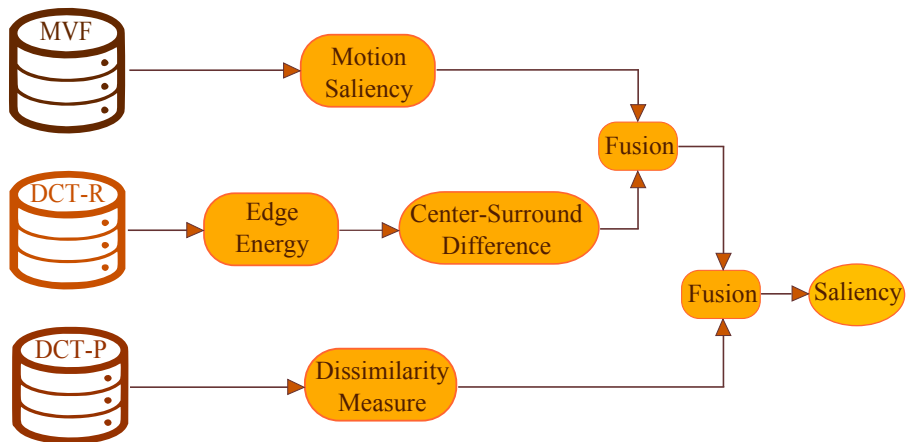 MVF
Motion
Saliency
Fusion
DCT-R
Edge
Energy
Center-Surround
Difference
Fusion
Saliency
DCT-P
Dissimilarity
Measure